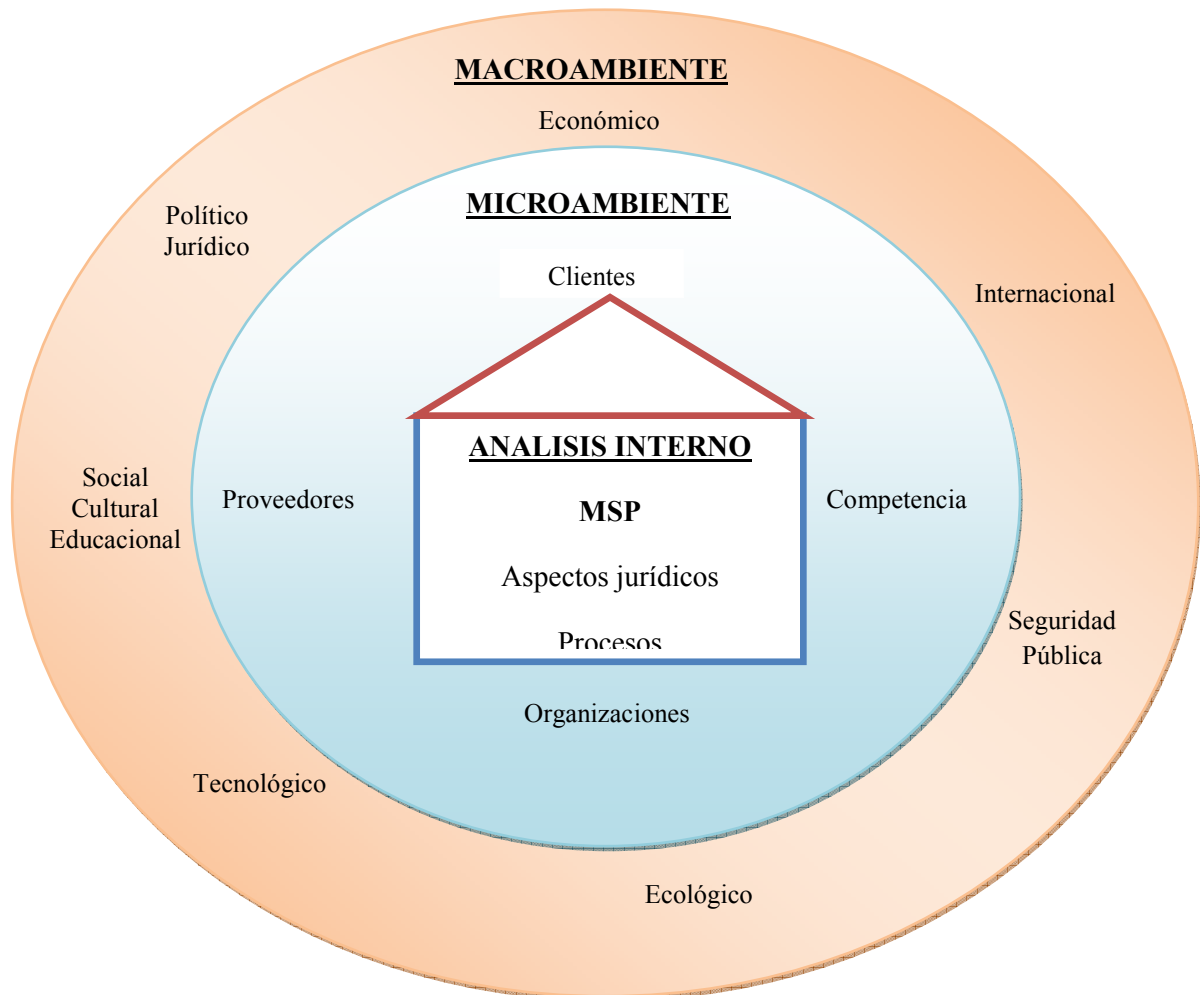 MACROAMBIENTE
Económico
Político
Jurídico
MICROAMBIENTE
Clientes
Internacional
ANALISIS INTERNO
MSP
Aspectos jurídicos
Procesos
Social
Cultural
Educacional
Proveedores
Competencia
Seguridad
Pública
Organizaciones
Tecnológico
Ecológico